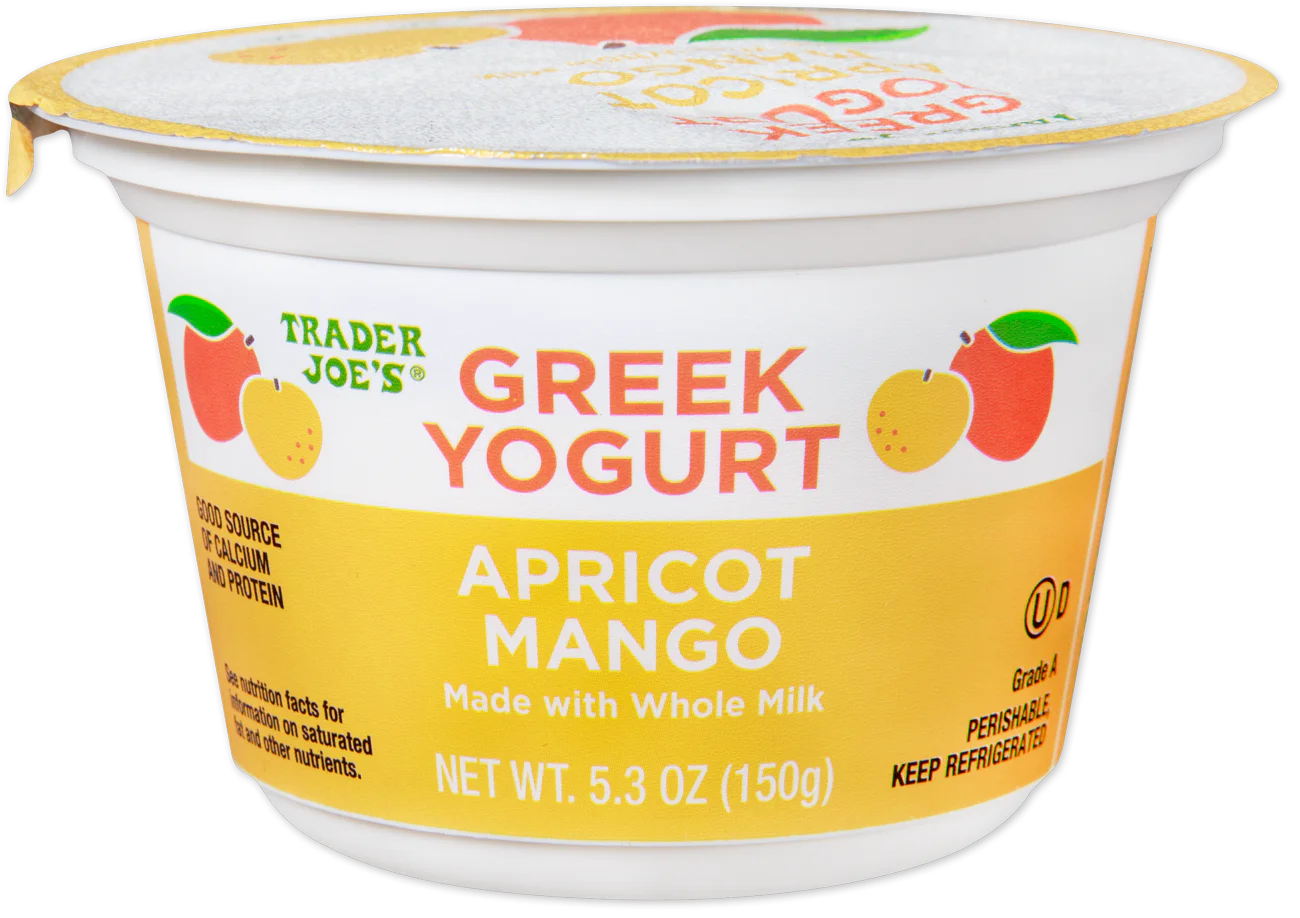 GREEK
YOGURT
APRICOT
MANGO
TRADER
JOE'S®
GREEK
YOGURT
GOOD SOURCE
OF CALCIUM
AND PROTEIN
APRICOT
MANGO
Made with Whole Milk
U D
See nutrition facts for
information on saturated
fat and other nutrients.
Grade A
PERISHABLE,
KEEP REFRIGERATED
NET WT. 5.3 OZ (150g)